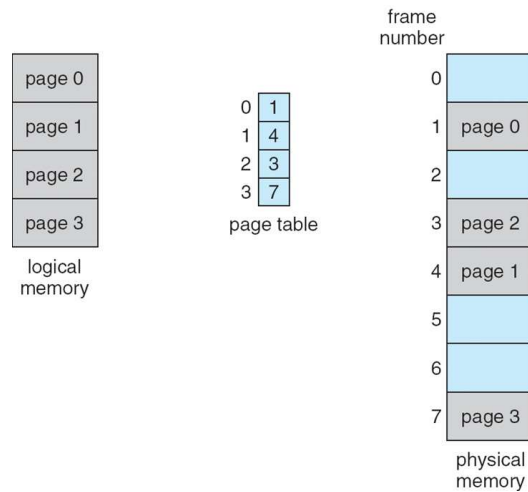 page 0
page 1
page 2
page 3
logical
memory
0 1
1 4
2 3
3 7
page table
frame
number
0
1 page 0
2
3 page 2
4 page 1
5
6
7 page 3
physical
memory